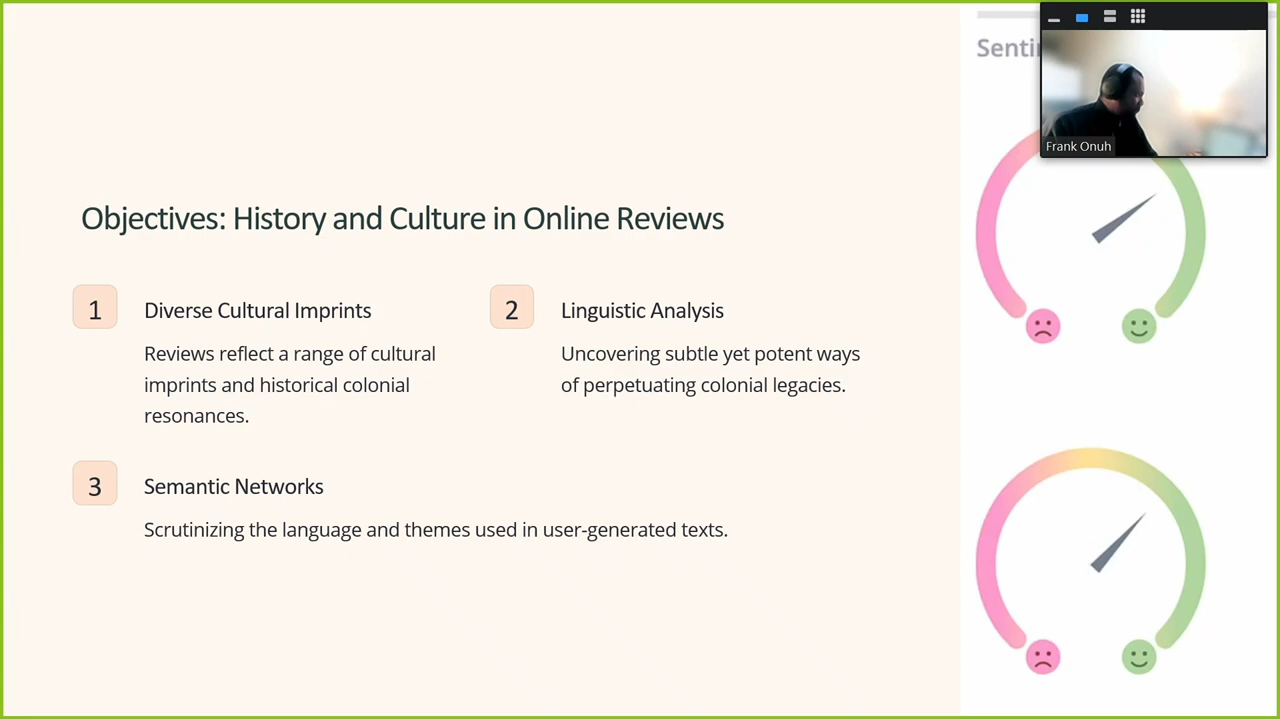 Objectives: History and Culture in Online Reviews
1
Diverse Cultural Imprints
Reviews reflect a range of cultural
imprints and historical colonial
resonances.
2
Linguistic Analysis
Uncovering subtle yet potent ways
of perpetuating colonial legacies.
3
Semantic Networks
Scrutinizing the language and themes used in user-generated texts.
Frank Onuh